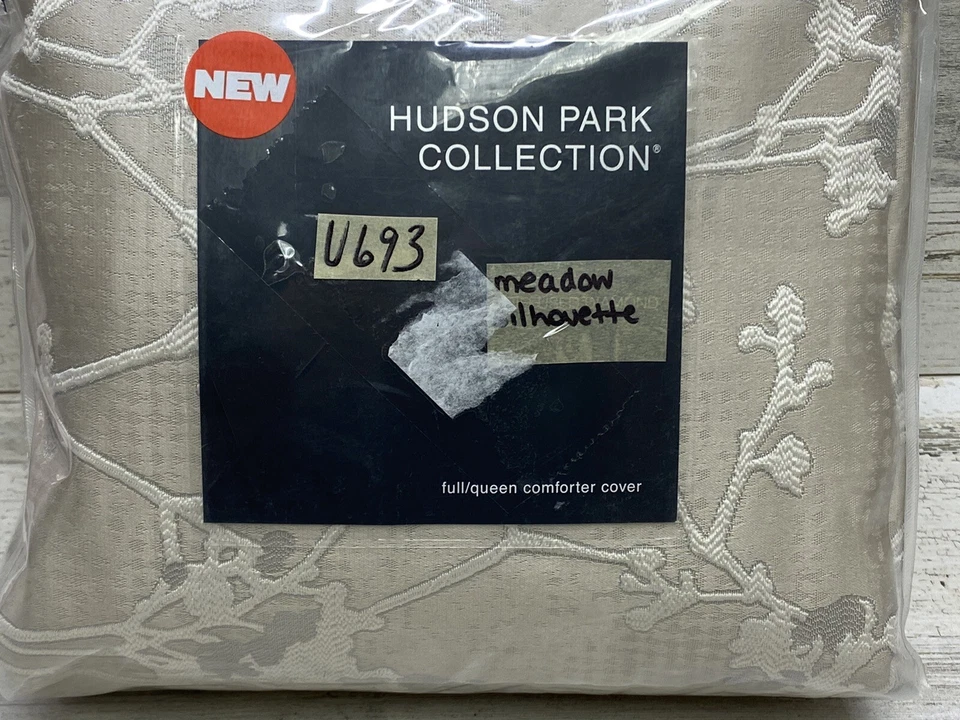 NEW
HUDSON PARK
COLLECTION®
U693
meadow
silhouette
full/queen comforter cover